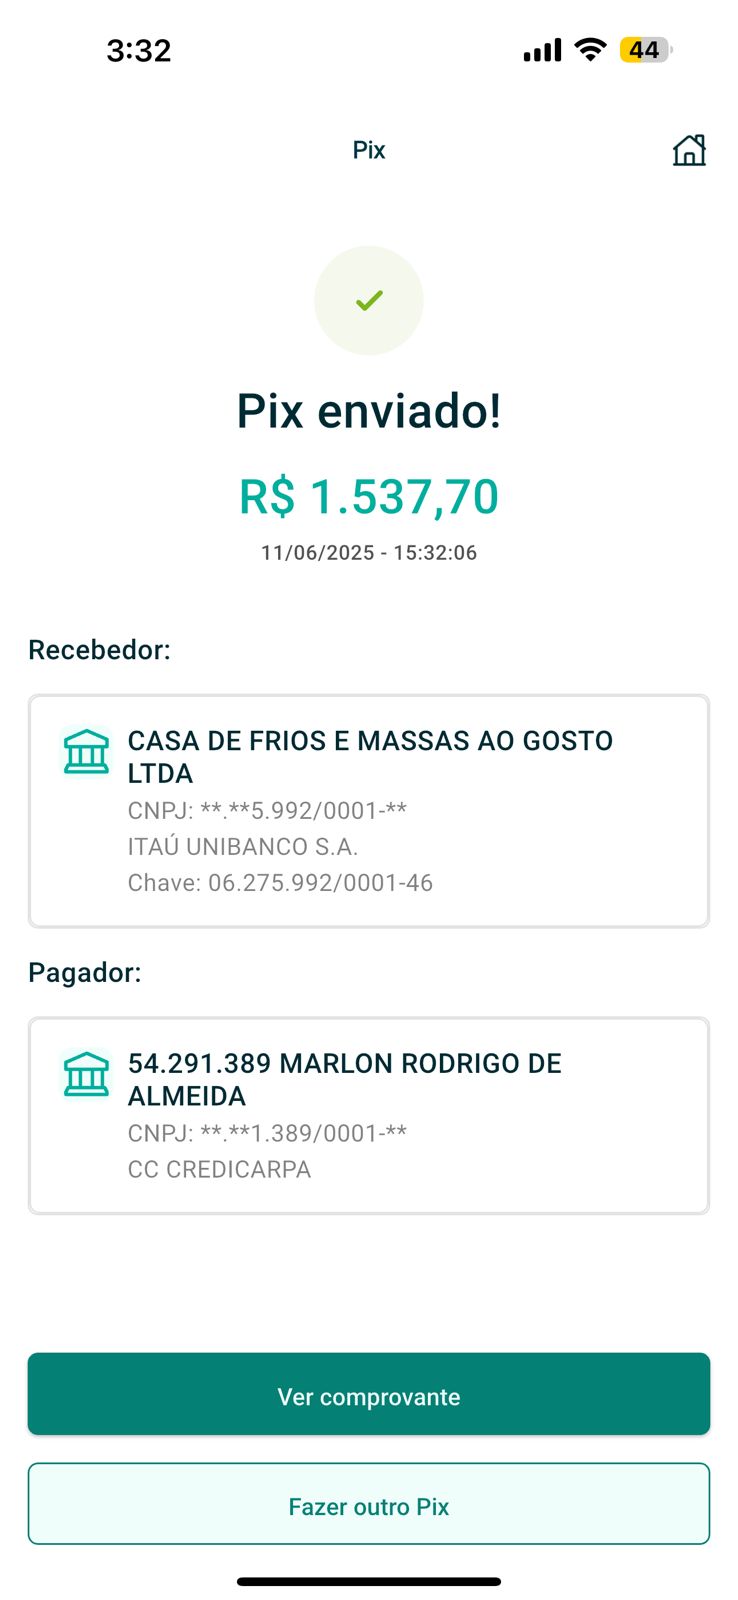 3:32
44
Pix
Pix enviado!
R$ 1.537,70
11/06/2025 - 15:32:06
Recebedor:
CASA DE FRIOS E MASSAS AO GOSTO
LTDA
CNPJ: **.**5.992/0001-**
ITAÚ UNIBANCO S.A.
Chave: 06.275.992/0001-46
Pagador:
54.291.389 MARLON RODRIGO DE
ALMEIDA
CNPJ: **.**1.389/0001-**
CC CREDICARPA
Ver comprovante
Fazer outro Pix